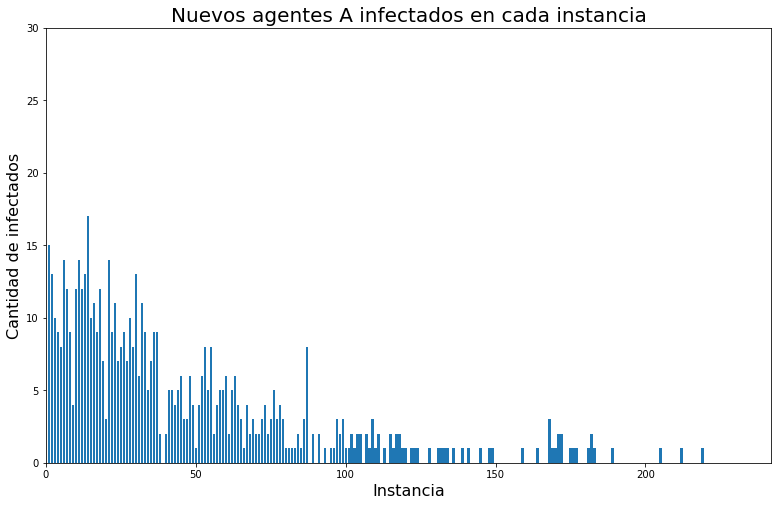 Nuevos agentes A infectados en cada instancia
30
25
20
15
10
5
0
Cantidad de infectados
0 50 100 150 200
Instancia